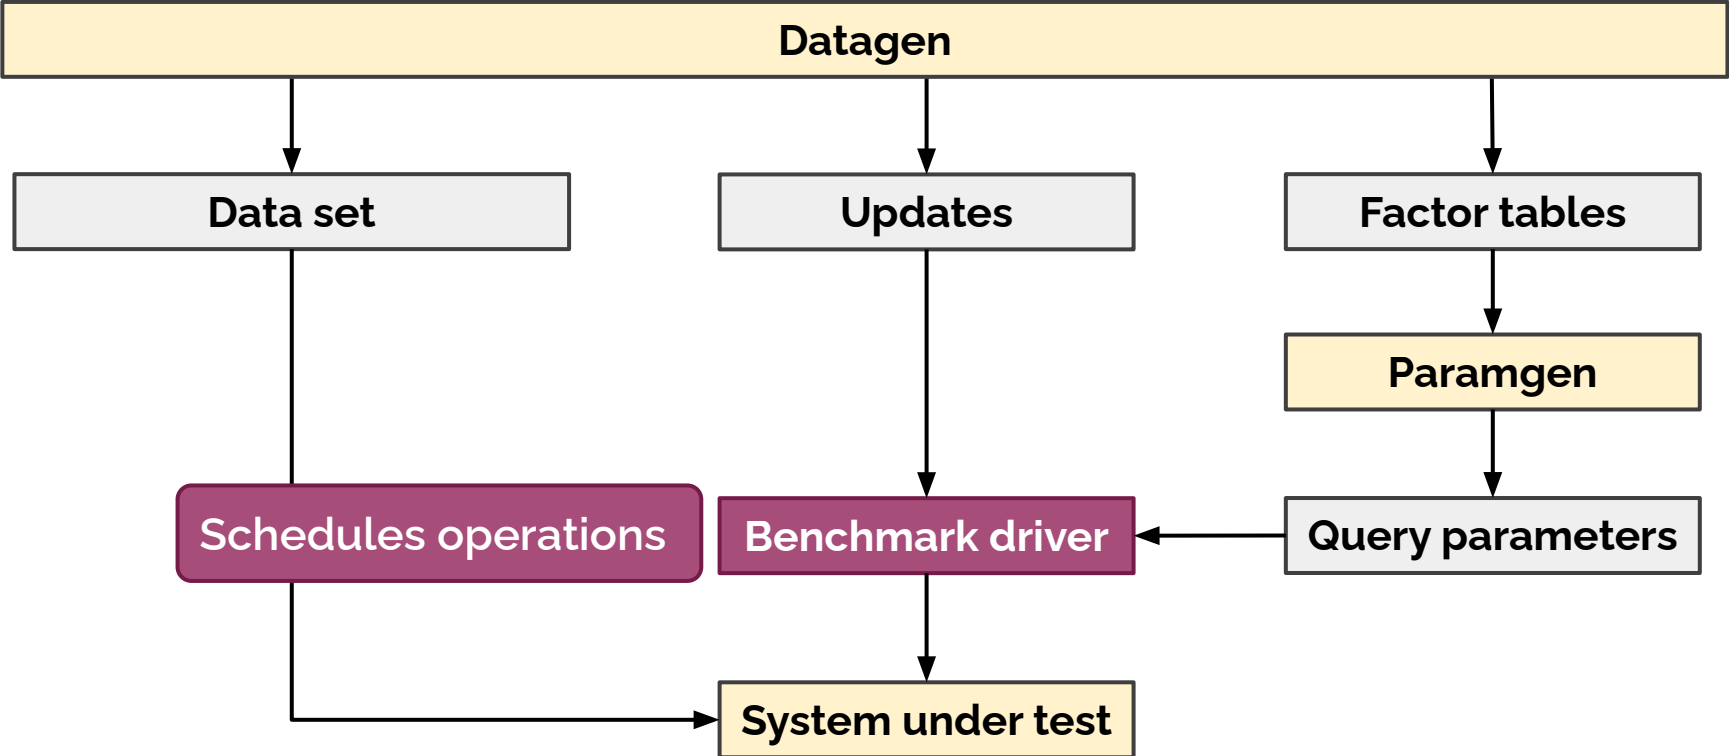 Datagen
Data set
Updates
Factor tables
Paramgen
Schedules operations
Benchmark driver
Query parameters
System under test